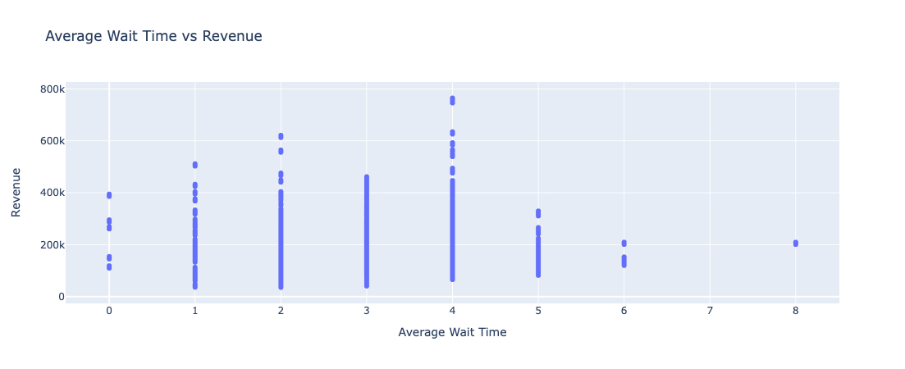 Average Wait Time vs Revenue
800k
600k
400k
200k
0
Revenue
0 1 2 3 4 5 6 7 8
Average Wait Time